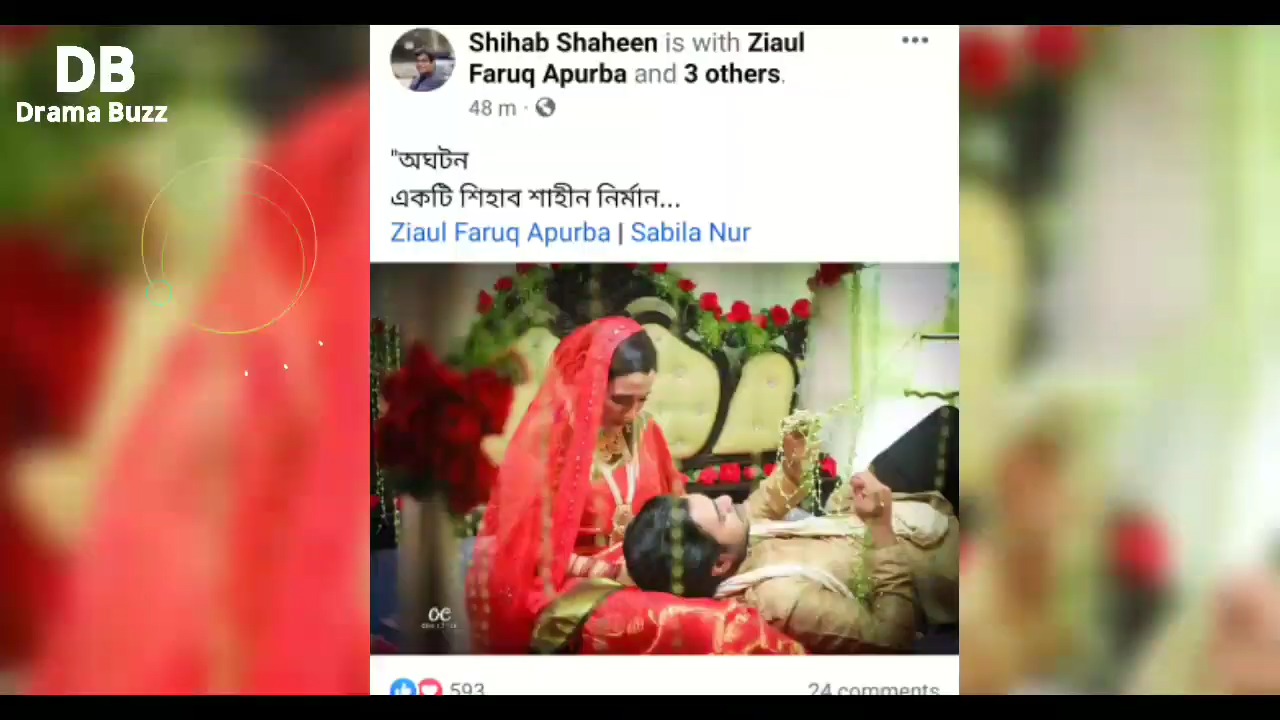 DB
Drama Buzz
Shihab Shaheen is with Ziaul
Faruq Apurba and 3 others.
48 m ·
"অঘটন
একটি শিহাব শাহীন নির্মান...
Ziaul Faruq Apurba | Sabila Nur
593
24 comments